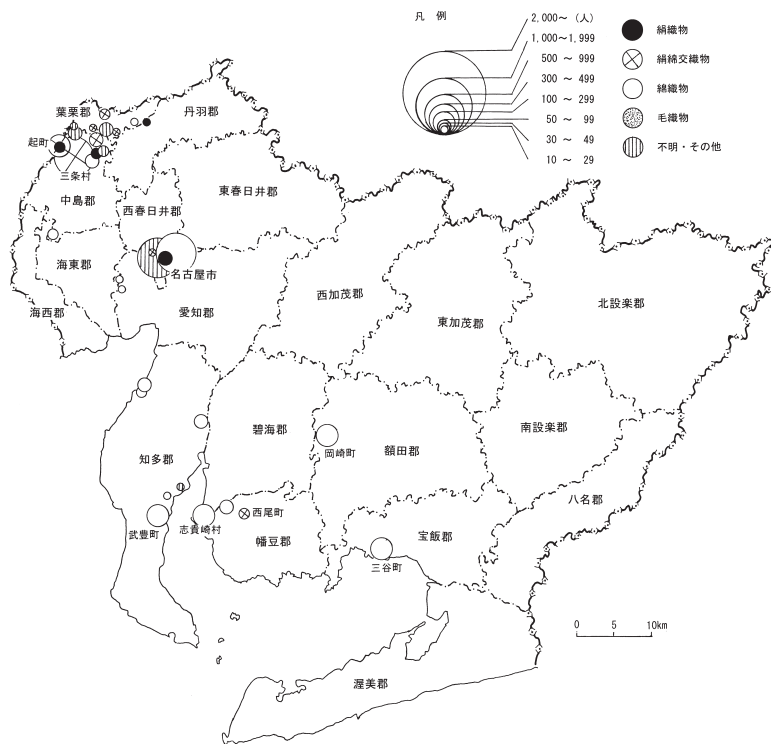 凡 例
2,000～ (人)
1,000～1,999
500 ～ 999
300 ～ 499
100 ～ 299
50 ～ 99
30 ～ 49
10 ～ 29
絹織物
絹綿交織物
綿織物
毛織物
不明・その他
葉栗郡
丹羽郡
起町
三条村
中島郡
西春日井郡
東春日井郡
海東郡
名古屋市
海西郡
愛知郡
西加茂郡
東加茂郡
北設楽郡
知多郡
碧海郡
岡崎町
額田郡
南設楽郡
八名郡
武豊町
志貴崎村
西尾町
幡豆郡
宝飯郡
三谷町
渥美郡
0 5 10km